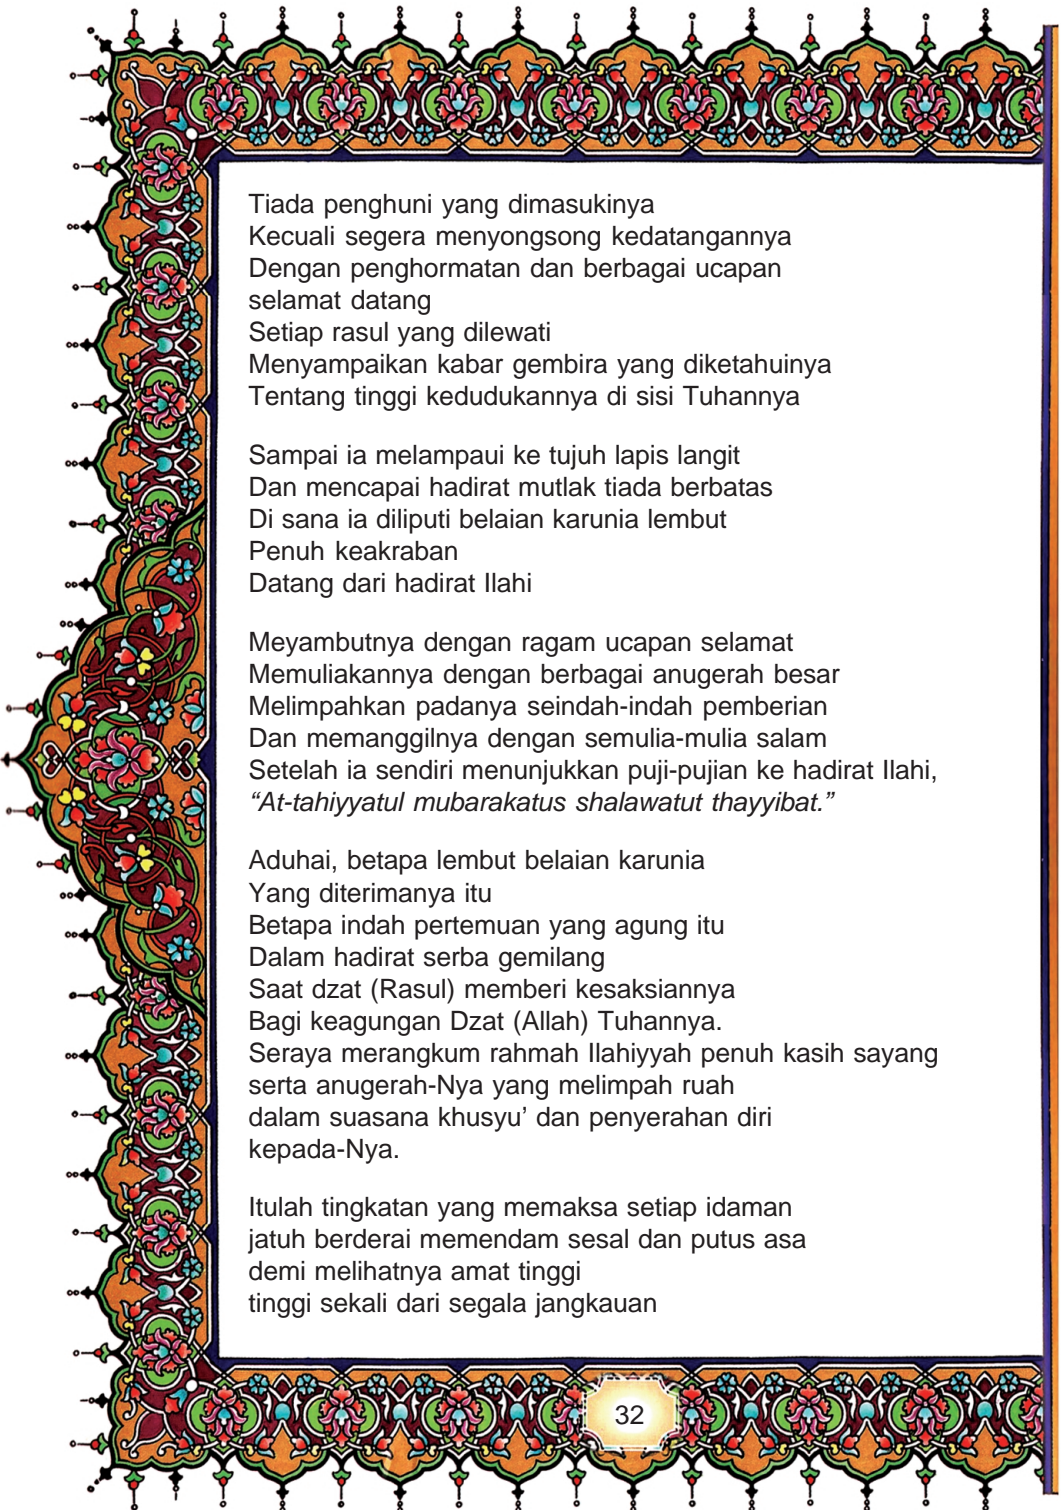 Tiada penghuni yang dimasukinya
Kecuali segera menyongsong kedatangannya
Dengan penghormatan dan berbagai ucapan
selamat datang
Setiap rasul yang dilewati
Menyampaikan kabar gembira yang diketahuinya
Tentang tinggi kedudukannya di sisi Tuhannya
Sampai ia melampaui ke tujuh lapis langit
Dan mencapai hadirat mutlak tiada berbatas
Di sana ia diliputi belaian karunia lembut
Penuh keakraban
Datang dari hadirat Ilahi
Meyambutnya dengan ragam ucapan selamat
Memuliakannya dengan berbagai anugerah besar
Melimpahkan padanya seindah-indah pemberian
Dan memanggilnya dengan semulia-mulia salam
Setelah ia sendiri menunjukkan puji-pujian ke hadirat Ilahi,
“At-tahiyyatul mubarakatus shalawatut thayyibat.”
Aduhai, betapa lembut belaian karunia
Yang diterimanya itu
Betapa indah pertemuan yang agung itu
Dalam hadirat serba gemilang
Saat dzat (Rasul) memberi kesaksiannya
Bagi keagungan Dzat (Allah) Tuhannya.
Seraya merangkum rahmah Ilahiyyah penuh kasih sayang
serta anugerah-Nya yang melimpah ruah
dalam suasana khusyu’ dan penyerahan diri
kepada-Nya.
Itulah tingkatan yang memaksa setiap idaman
jatuh berderai memendam sesal dan putus asa
demi melihatnya amat tinggi
tinggi sekali dari segala jangkauan
32